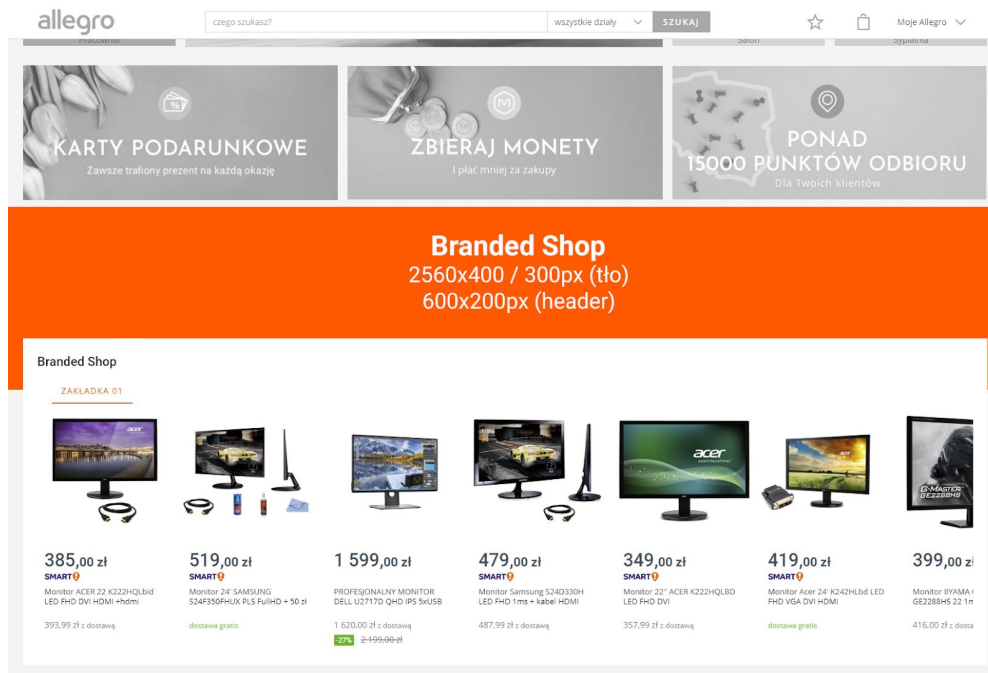 allegro
czego szukasz?
wszystkie działy
SZUKAJ
Moje Allegro
Pracownia
Salon
Sypialnia
KARTY PODARUNKOWE
Zawsze trafiony prezent na każdą okazję
ZBIERAJ MONETY
I płać mniej za zakupy
PONAD
15000 PUNKTÓW ODBIORU
Dla Twoich klientów
Branded Shop
2560x400 / 300px (tło)
600x200px (header)
Branded Shop
ZAKŁADKA 01
acer
acer
G-MASTER
GE2288HS
385,00 zł
SMART
Monitor ACER 22 K222HQLbid
LED FHD DVI HDMI +hdmi
393,99 zł z dostawą
519,00 zł
SMART
Monitor 24' SAMSUNG
S24F350FHUX PLS FullHD + 50 zł
dostawa gratis
1 599,00 zł
PROFESJONALNY MONITOR
DELL U2717D QHD IPS 5xUSB
1 620,00 zł z dostawą
-27% 2 199,00 zł
479,00 zł
SMART
Monitor Samsung S24D330H
LED FHD 1ms + kabel HDMI
487,99 zł z dostawą
349,00 zł
SMART
Monitor 22'' ACER K222HQLBD
LED FHD DVI
357,99 zł z dostawą
419,00 zł
SMART
Monitor Acer 24' K242HLbd LED
FHD VGA DVI HDMI
dostawa gratis
399,00 zł
Monitor IIYAMA
GE2288HS 22
416,00 zł z dosta